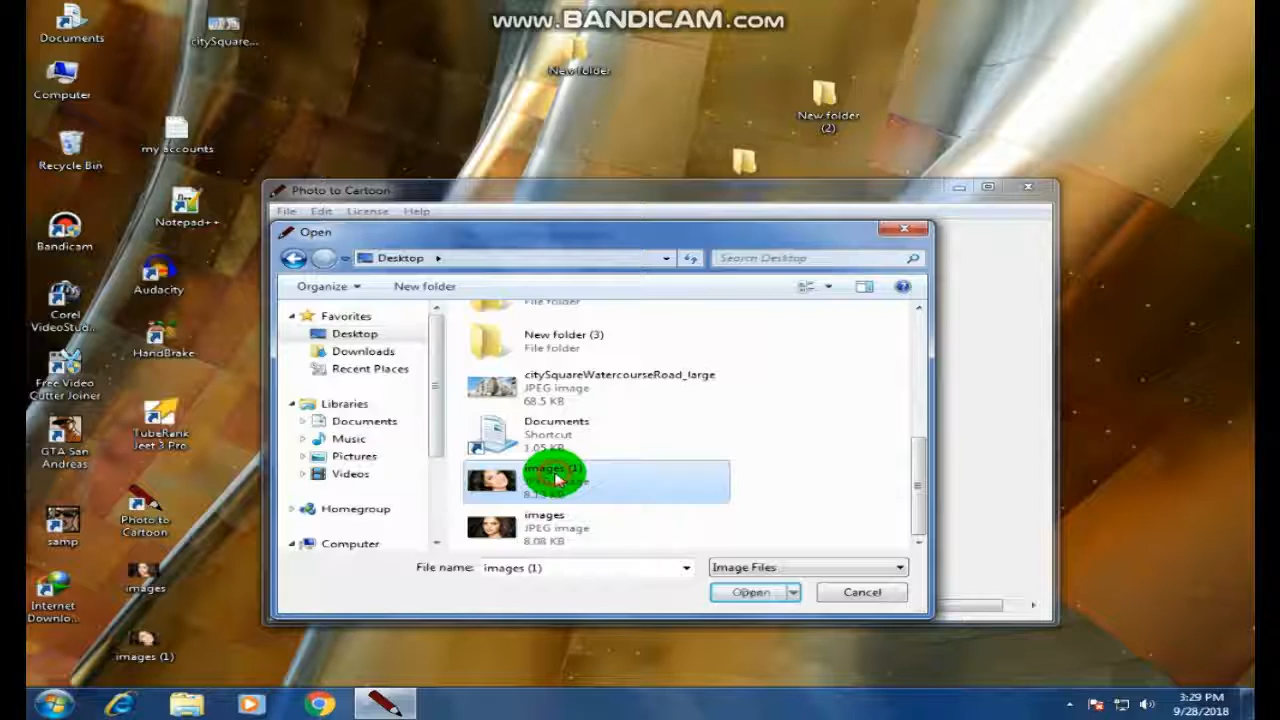 www.BANDICAM.com
Documents
citySquare...
New folder
Computer
New folder
(2)
my accounts
Recycle Bin
Photo to Cartoon
Notepad++
File Edit License Help
Open
Bandicam
Desktop
Search Desktop
Audacity
Organize
New folder
File folder
Favorites
Corel
VideoStud...
Desktop
New folder (3)
File folder
HandBrake
Downloads
Recent Places
citySquareWatercourseRoad_large
JPEG image
68.5 KB
Free Video
Cutter Joiner
Libraries
Documents
Documents
Shortcut
1.05 KB
TubeRank
Jeet 3 Pro
Music
GTA San
Andreas
Pictures
images (1)
Videos
Homegroup
images
JPEG image
8.08 KB
Photo to
Cartoon
samp
Computer
File name: images (1)
Image Files
images
Open
Cancel
Internet
Downlo...
images (1)
3:29 PM
9/28/2018